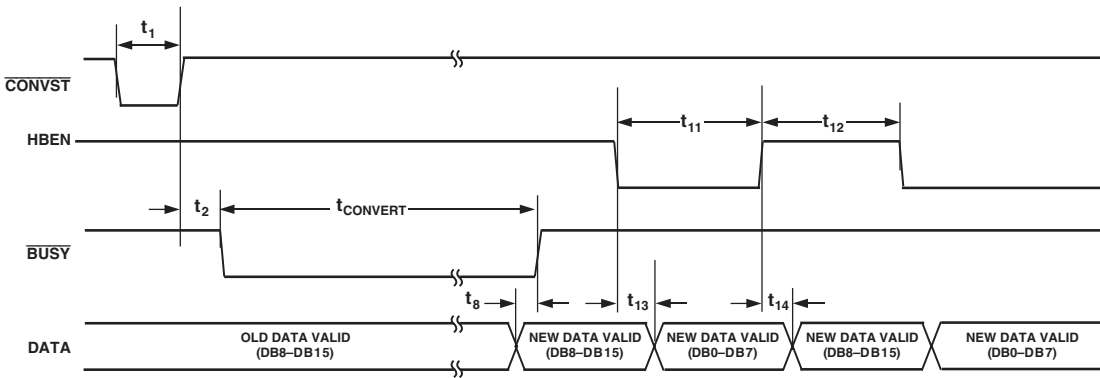 t1
CONVST
HBEN
t11
t12
t2
tCONVERT
BUSY
t8
t13
t14
DATA
OLD DATA VALID
(DB8–DB15)
NEW DATA VALID
(DB8–DB15)
NEW DATA VALID
(DB0–DB7)
NEW DATA VALID
(DB8–DB15)
NEW DATA VALID
(DB0–DB7)